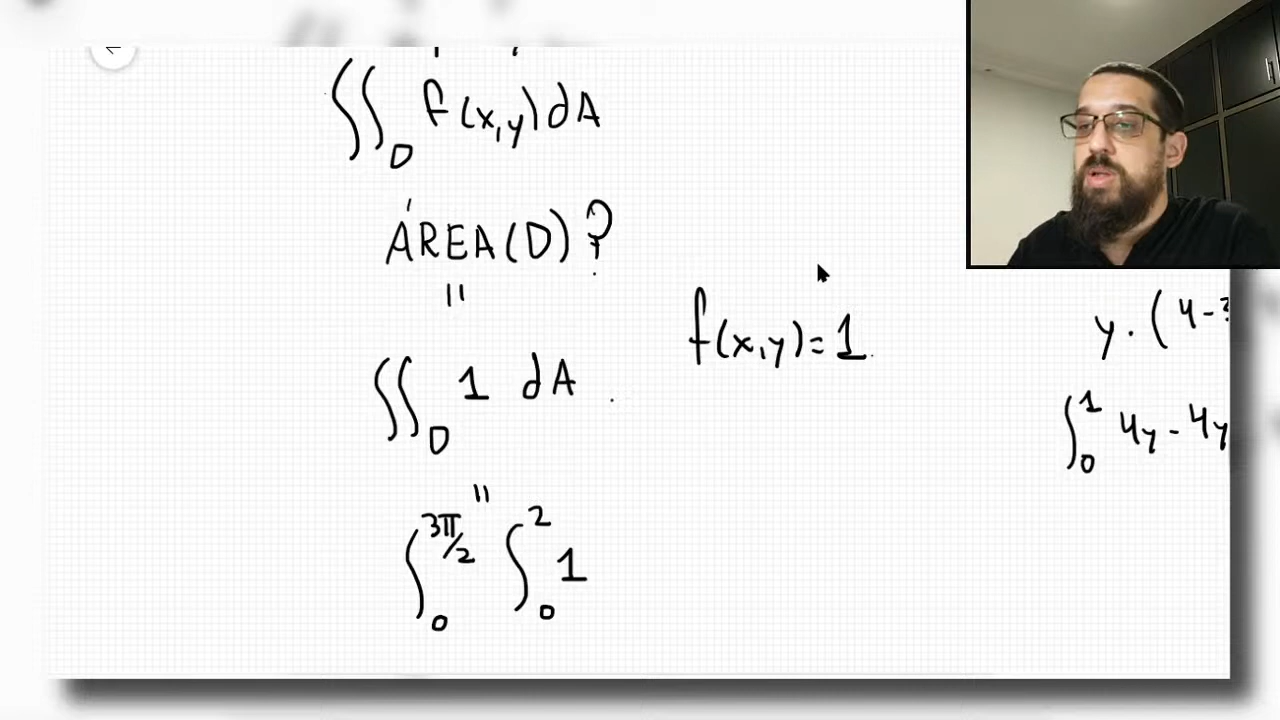 ∬_D f(x,y) dA
ÁREA(D)?
"
∬_D 1 dA
f(x,y) = 1
"
∫_0^{3π/2} ∫_0^2 1
y · (4-
∫_0^1 4y - 4y